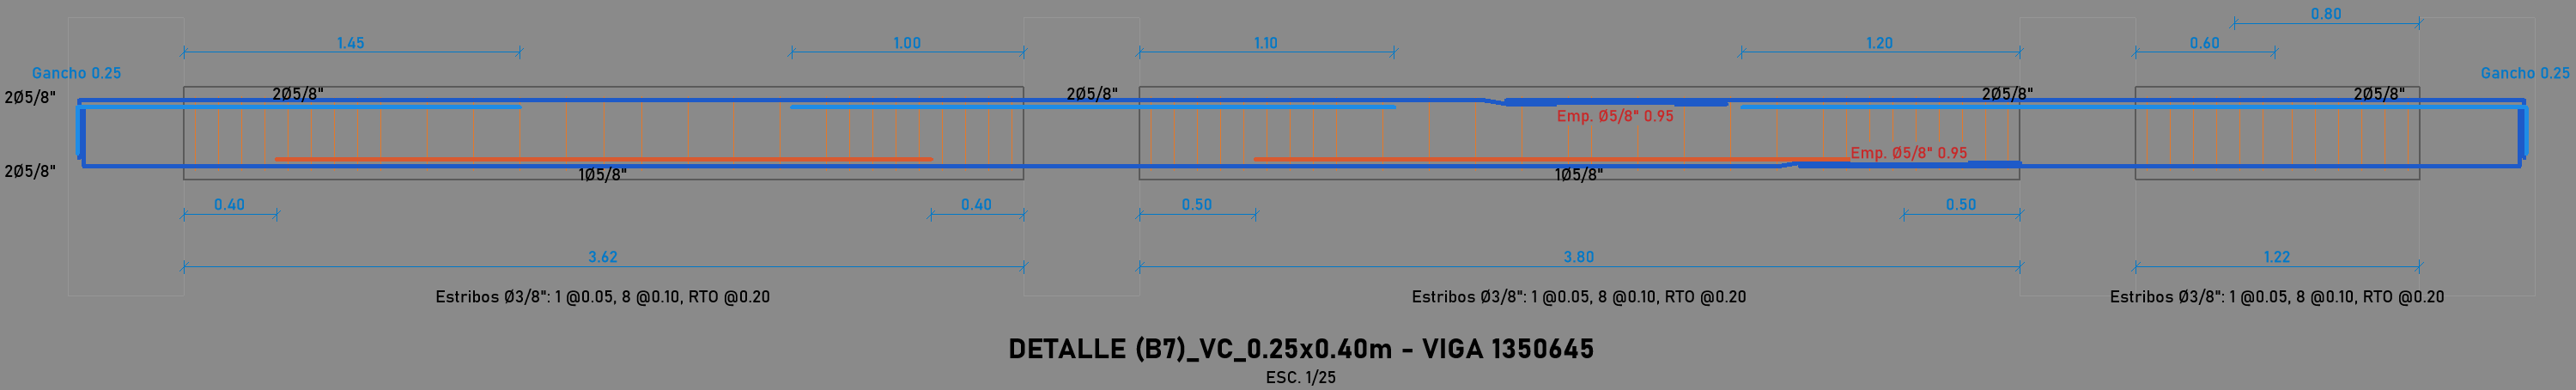 0.80
1.45
1.00
1.10
1.20
0.60
Gancho 0.25
Gancho 0.25
2Ø5/8"
2Ø5/8"
2Ø5/8"
2Ø5/8"
2Ø5/8"
Emp. Ø5/8" 0.95
Emp. Ø5/8" 0.95
2Ø5/8"
1Ø5/8"
1Ø5/8"
0.40
0.40
0.50
0.50
3.62
3.80
1.22
Estribos Ø3/8": 1 @0.05, 8 @0.10, RTO @0.20
Estribos Ø3/8": 1 @0.05, 8 @0.10, RTO @0.20
Estribos Ø3/8": 1 @0.05, 8 @0.10, RTO @0.20
DETALLE (B7)_VC_0.25x0.40m - VIGA 1350645
ESC. 1/25